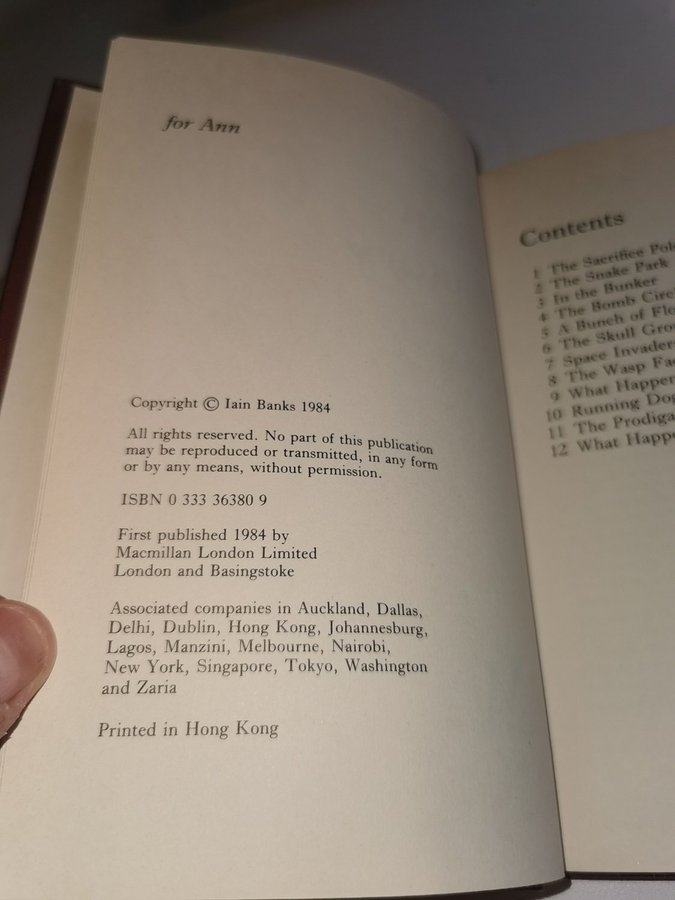 for Ann
Copyright © Iain Banks 1984
All rights reserved. No part of this publication
may be reproduced or transmitted, in any form
or by any means, without permission.
ISBN 0 333 36380 9
First published 1984 by
Macmillan London Limited
London and Basingstoke
Associated companies in Auckland, Dallas,
Delhi, Dublin, Hong Kong, Johannesburg,
Lagos, Manzini, Melbourne, Nairobi,
New York, Singapore, Tokyo, Washington
and Zaria
Printed in Hong Kong
Contents
1 The Sacrifice
2 The Snake Park
3 In the Bunker
4 The Bomb
5 A Bunch of
6 The Skull
7 Space
8 The Wasp
9 What
10 Running
11 The
12 What